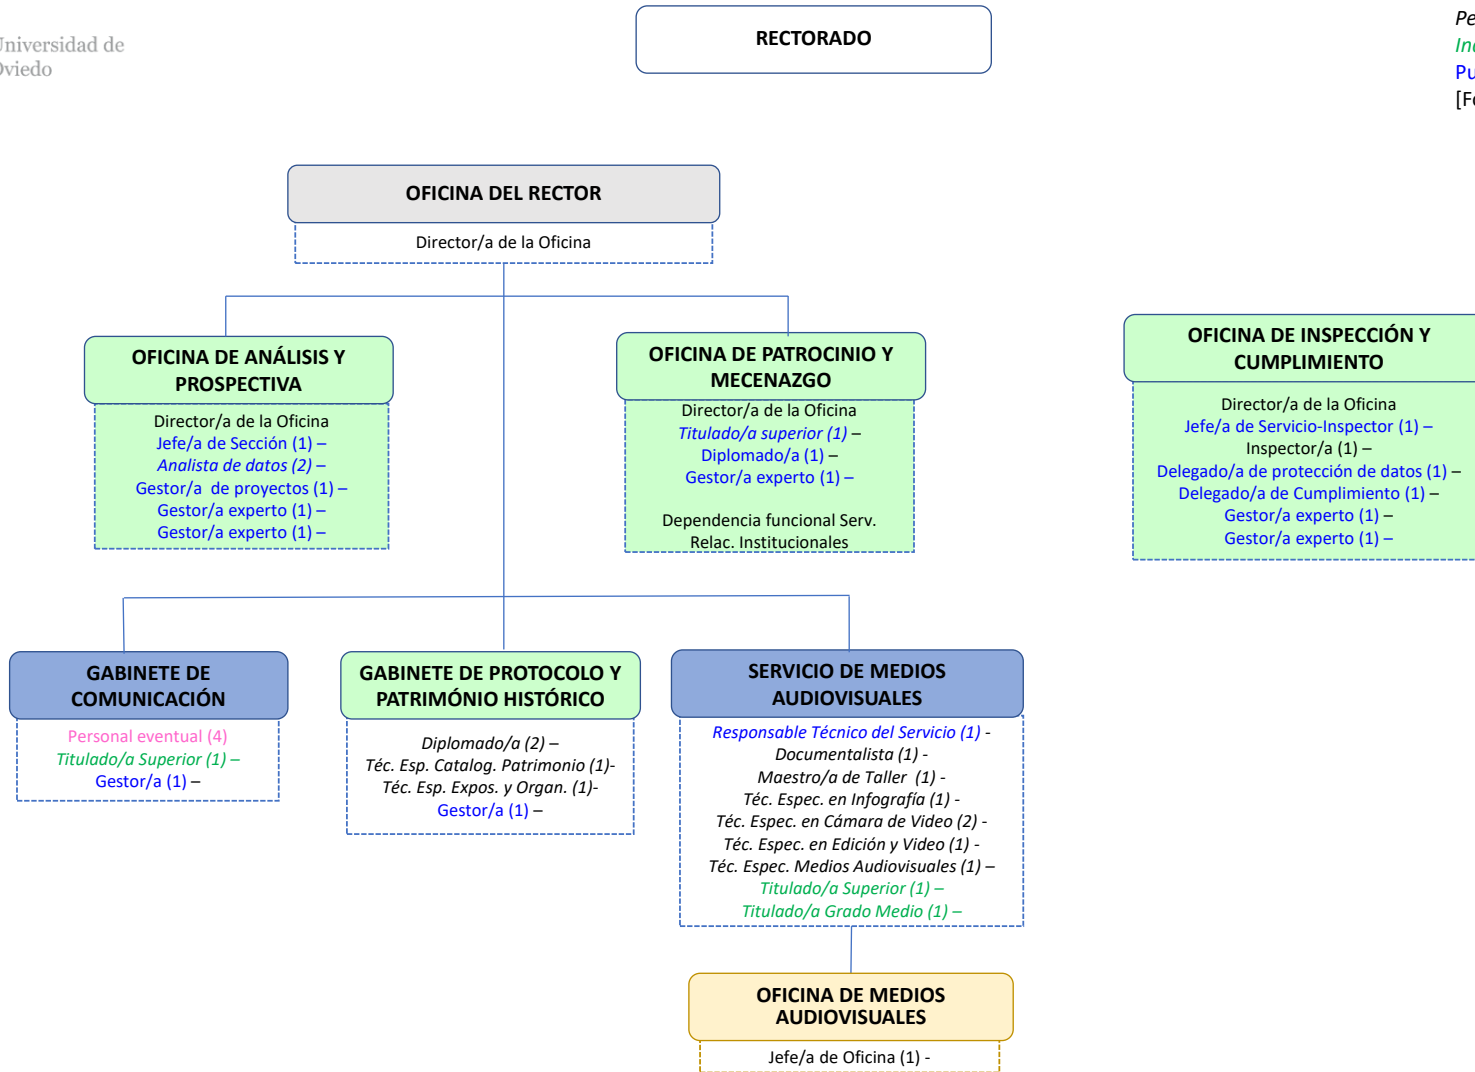 Universidad de
Oviedo
RECTORADO
OFICINA DEL RECTOR
Director/a de la Oficina
OFICINA DE ANÁLISIS Y
PROSPECTIVA
Director/a de la Oficina
Jefe/a de Sección (1) –
Analista de datos (2) –
Gestor/a  de proyectos (1) –
Gestor/a experto (1) –
Gestor/a experto (1) –
OFICINA DE PATROCINIO Y
MECENAZGO
Director/a de la Oficina
Titulado/a superior (1) –
Diplomado/a (1) –
Gestor/a experto (1) –
Dependencia funcional Serv.
Relac. Institucionales
OFICINA DE INSPECCIÓN Y
CUMPLIMIENTO
Director/a de la Oficina
Jefe/a de Servicio-Inspector (1) –
Inspector/a (1) –
Delegado/a de protección de datos (1) –
Delegado/a de Cumplimiento (1) –
Gestor/a experto (1) –
Gestor/a experto (1) –
GABINETE DE
COMUNICACIÓN
Personal eventual (4)
Titulado/a Superior (1) –
Gestor/a (1) –
GABINETE DE PROTOCOLO Y
PATRIMÓNIO HISTÓRICO
Diplomado/a (2) –
Téc. Esp. Catalog. Patrimonio (1)-
Téc. Esp. Expos. y Organ. (1)-
Gestor/a (1) –
SERVICIO DE MEDIOS
AUDIOVISUALES
Responsable Técnico del Servicio (1) -
Documentalista (1) -
Maestro/a de Taller  (1) -
Téc. Espec. en Infografía (1) -
Téc. Espec. en Cámara de Video (2) -
Téc. Espec. en Edición y Video (1) -
Téc. Espec. Medios Audiovisuales (1) –
Titulado/a Superior (1) –
Titulado/a Grado Medio (1) –
OFICINA DE MEDIOS
AUDIOVISUALES
Jefe/a de Oficina (1) -